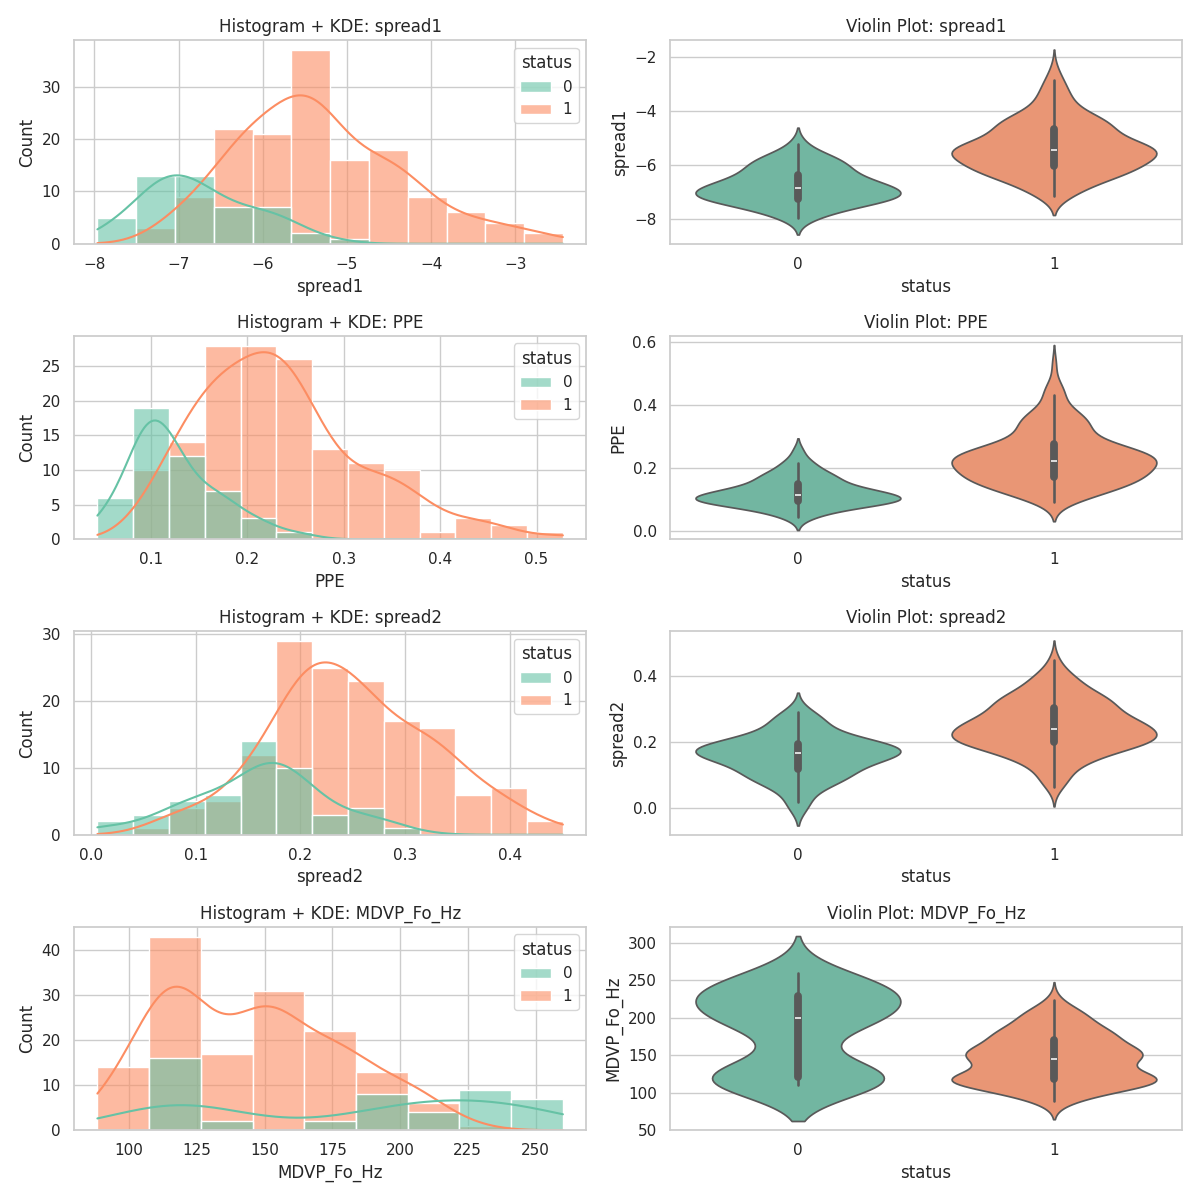 Histogram + KDE: spread1
Count
30
20
10
0
−8 −7 −6 −5 −4 −3
spread1
status
0
1
Violin Plot: spread1
spread1
−2
−4
−6
−8
0 1
status
Histogram + KDE: PPE
Count
25
20
15
10
5
0
0.1 0.2 0.3 0.4 0.5
PPE
status
0
1
Violin Plot: PPE
PPE
0.6
0.4
0.2
0.0
0 1
status
Histogram + KDE: spread2
Count
30
20
10
0
0.0 0.1 0.2 0.3 0.4
spread2
status
0
1
Violin Plot: spread2
spread2
0.4
0.2
0.0
0 1
status
Histogram + KDE: MDVP_Fo_Hz
Count
40
30
20
10
0
100 125 150 175 200 225 250
MDVP_Fo_Hz
status
0
1
Violin Plot: MDVP_Fo_Hz
MDVP_Fo_Hz
300
250
200
150
100
50
0 1
status